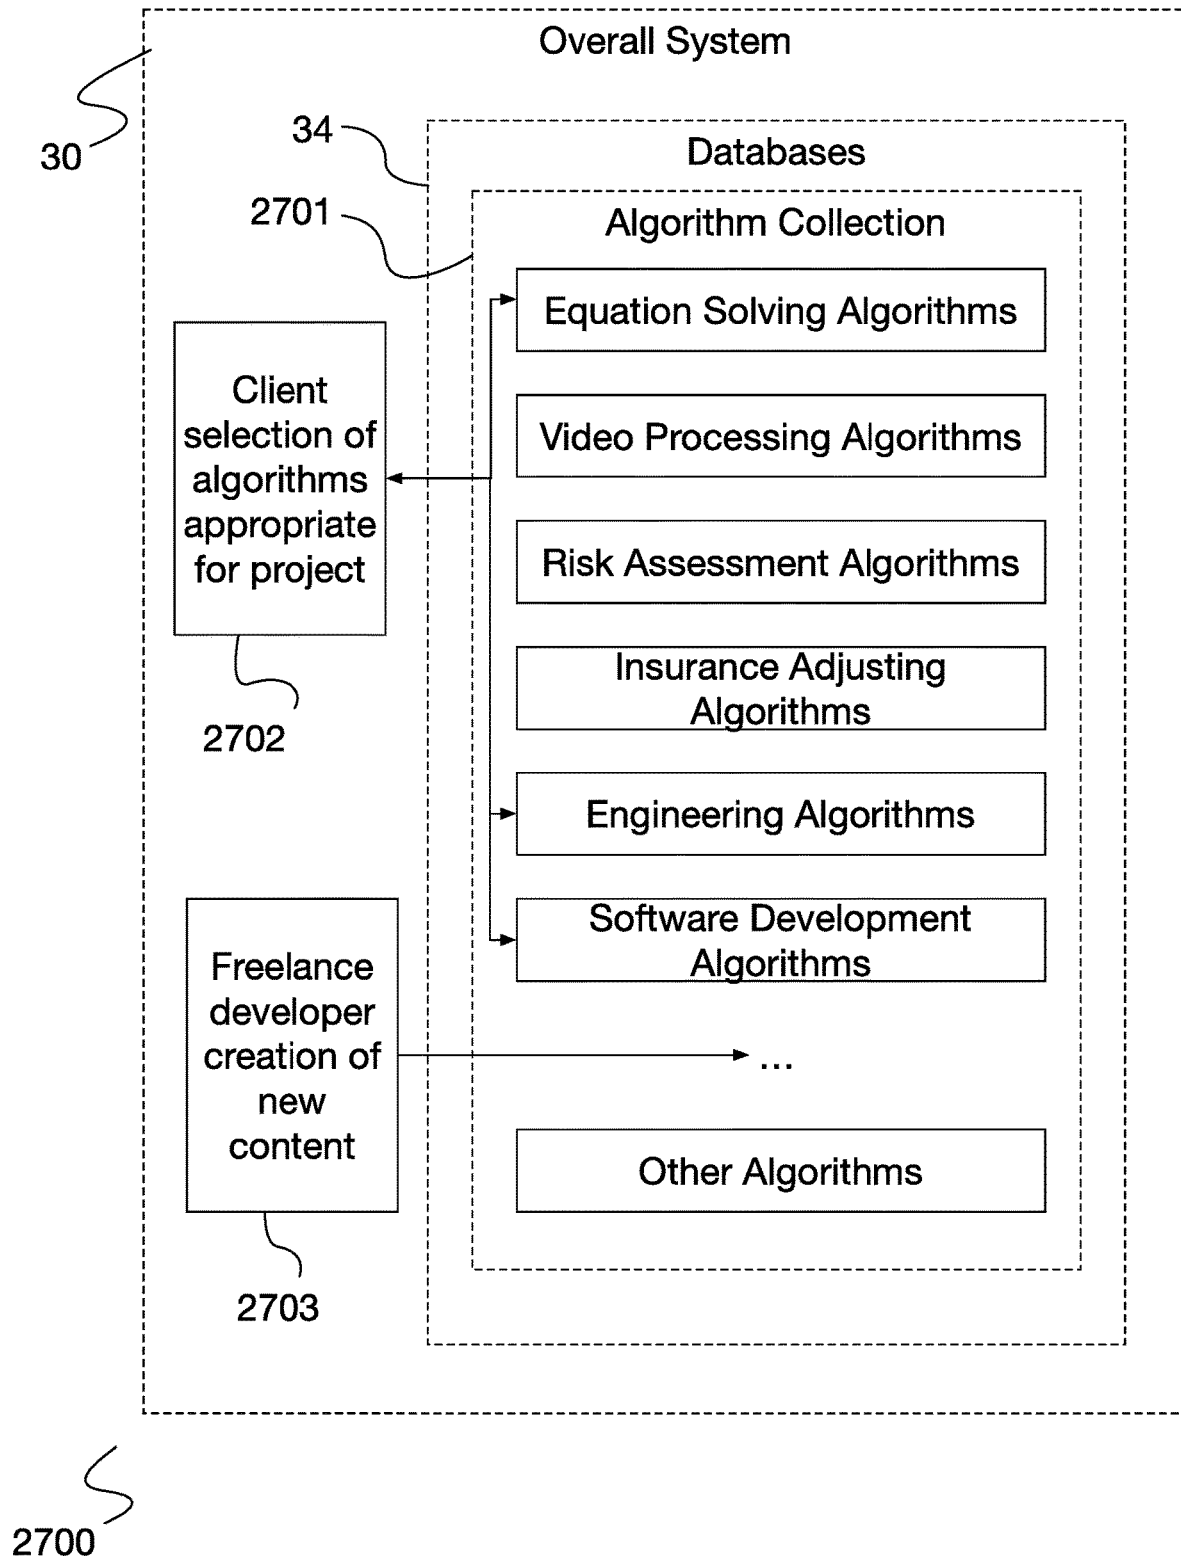 Overall System
30
34
Databases
2701
Algorithm Collection
Equation Solving Algorithms
Client
selection of
algorithms
appropriate
for project
Video Processing Algorithms
Risk Assessment Algorithms
2702
Insurance Adjusting
Algorithms
Engineering Algorithms
Software Development
Algorithms
Freelance
developer
creation of
new
content
...
Other Algorithms
2703
2700